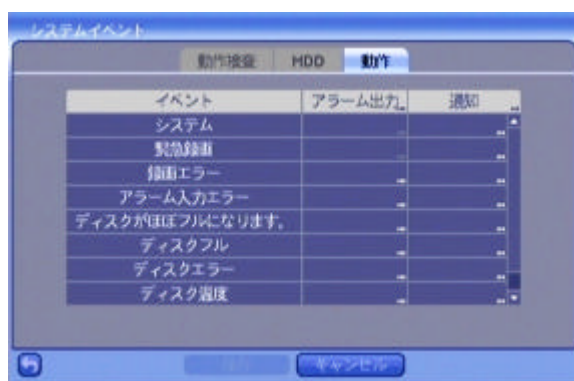 システムイベント
動作検査 HDD 動作
イベント アラーム出力 通知
システム
緊急録画
録画エラー
アラーム入力エラー
ディスクがほぼフルになります。
ディスクフル
ディスクエラー
ディスク温度
キャンセル